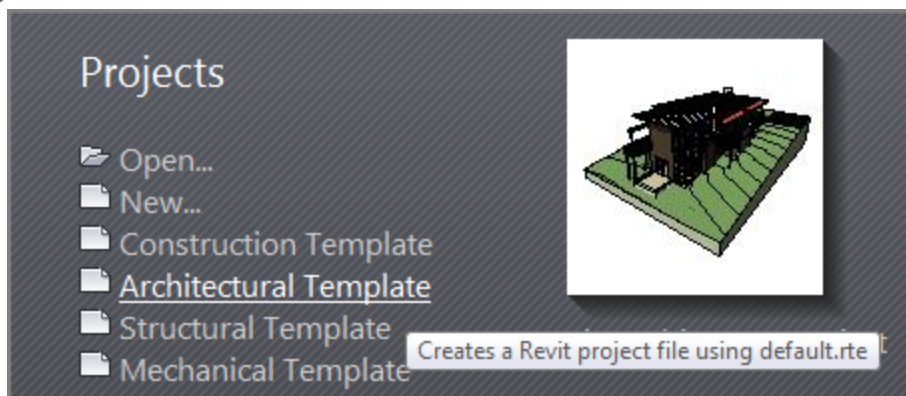 Projects
Open...
New...
Construction Template
Architectural Template
Structural Template
Creates a Revit project file using default.rte
Mechanical Template